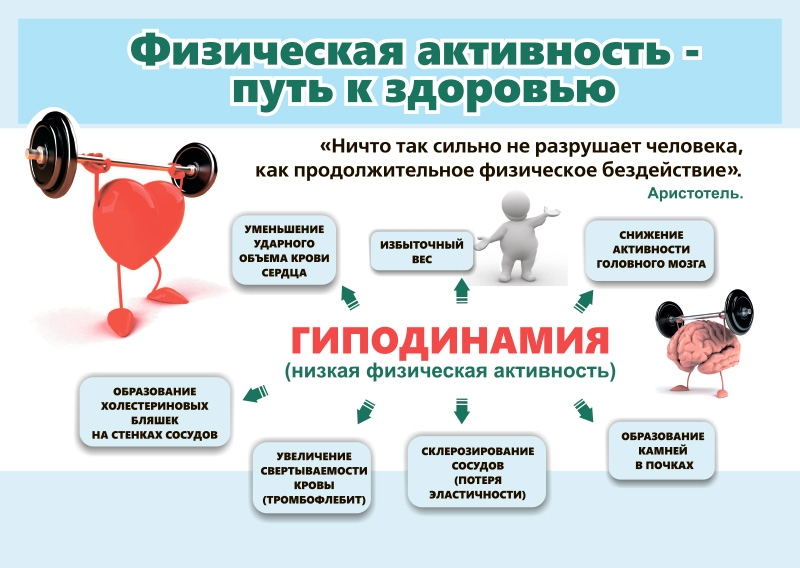 Физическая активность -
путь к здоровью
«Ничто так сильно не разрушает человека,
как продолжительное физическое бездействие».
Аристотель.
УМЕНЬШЕНИЕ
УДАРНОГО
ОБЪЕМА КРОВИ
СЕРДЦА
ИЗБЫТОЧНЫЙ
ВЕС
СНИЖЕНИЕ
АКТИВНОСТИ
ГОЛОВНОГО МОЗГА
ГИПОДИНАМИЯ
(низкая физическая активность)
ОБРАЗОВАНИЕ
ХОЛЕСТЕРИНОВЫХ
БЛЯШЕК
НА СТЕНКАХ СОСУДОВ
УВЕЛИЧЕНИЕ
СВЕРТЫВАЕМОСТИ
КРОВЫ
(ТРОМБОФЛЕБИТ)
СКЛЕРОЗИРОВАНИЕ
СОСУДОВ
(ПОТЕРЯ
ЭЛАСТИЧНОСТИ)
ОБРАЗОВАНИЕ
КАМНЕЙ
В ПОЧКАХ